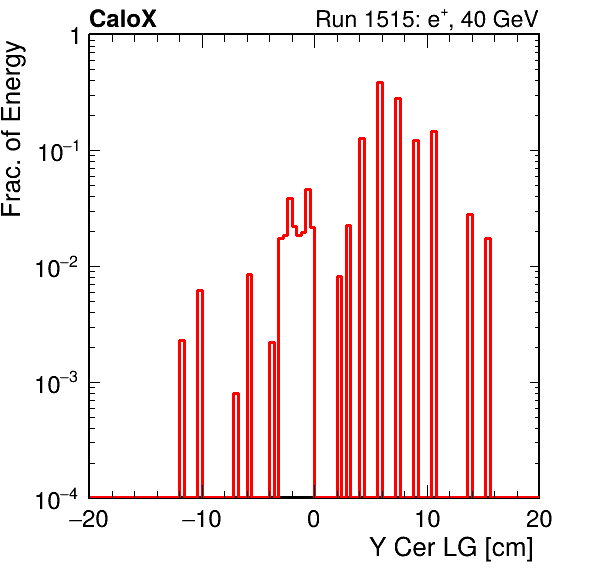 CaloX Run 1515: e⁺, 40 GeV
Frac. of Energy
1
10⁻¹
10⁻²
10⁻³
10⁻⁴
−20 −10 0 10 20
Y Cer LG [cm]